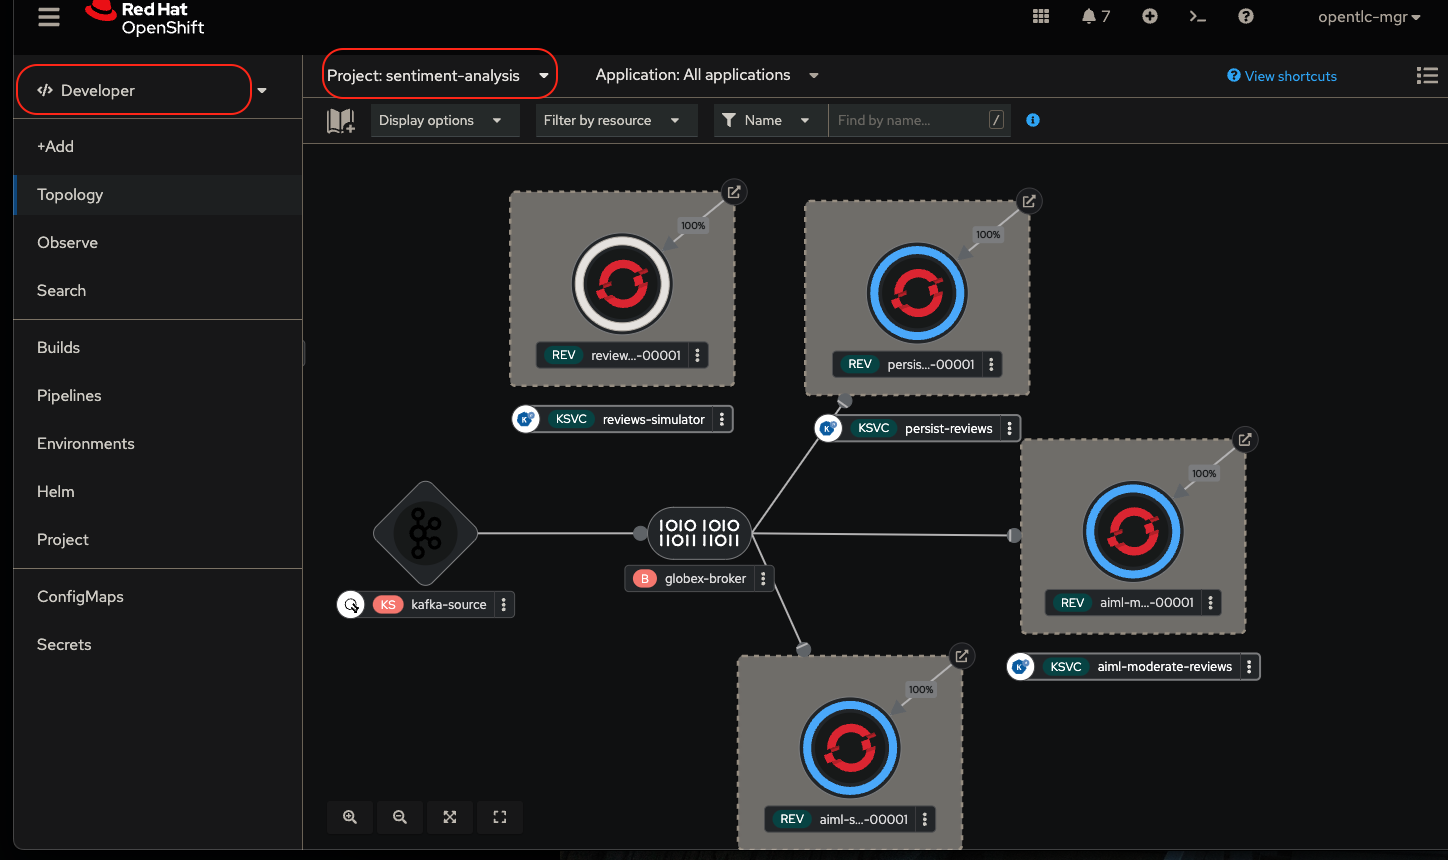 Red Hat
OpenShift
7
opentlc-mgr
Developer
Project: sentiment-analysis
Application: All applications
View shortcuts
Display options
Filter by resource
Name
Find by name...
/
+Add
Topology
Observe
Search
Builds
Pipelines
Environments
Helm
Project
ConfigMaps
Secrets
100%
REV review...-00001
KSVC reviews-simulator
100%
REV persis...-00001
KSVC persist-reviews
KS kafka-source
1010 1010
11011 11011
B globex-broker
100%
REV aiml-m...-00001
KSVC aiml-moderate-reviews
100%
REV aiml-s...-00001